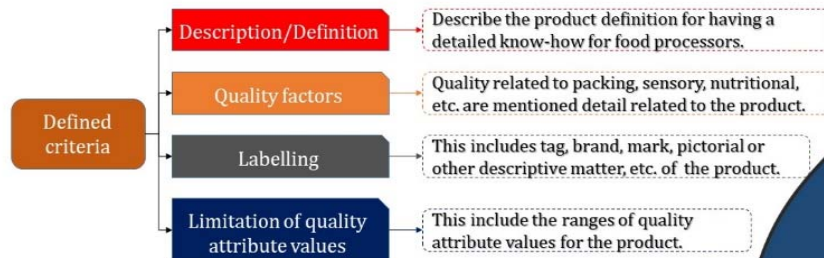 Defined
criteria
Description/Definition
Describe the product definition for having a
detailed know-how for food processors.
Quality factors
Quality related to packing, sensory, nutritional,
etc. are mentioned detail related to the product.
Labelling
This includes tag, brand, mark, pictorial or
other descriptive matter, etc. of the product.
Limitation of quality
attribute values
This include the ranges of quality
attribute values for the product.